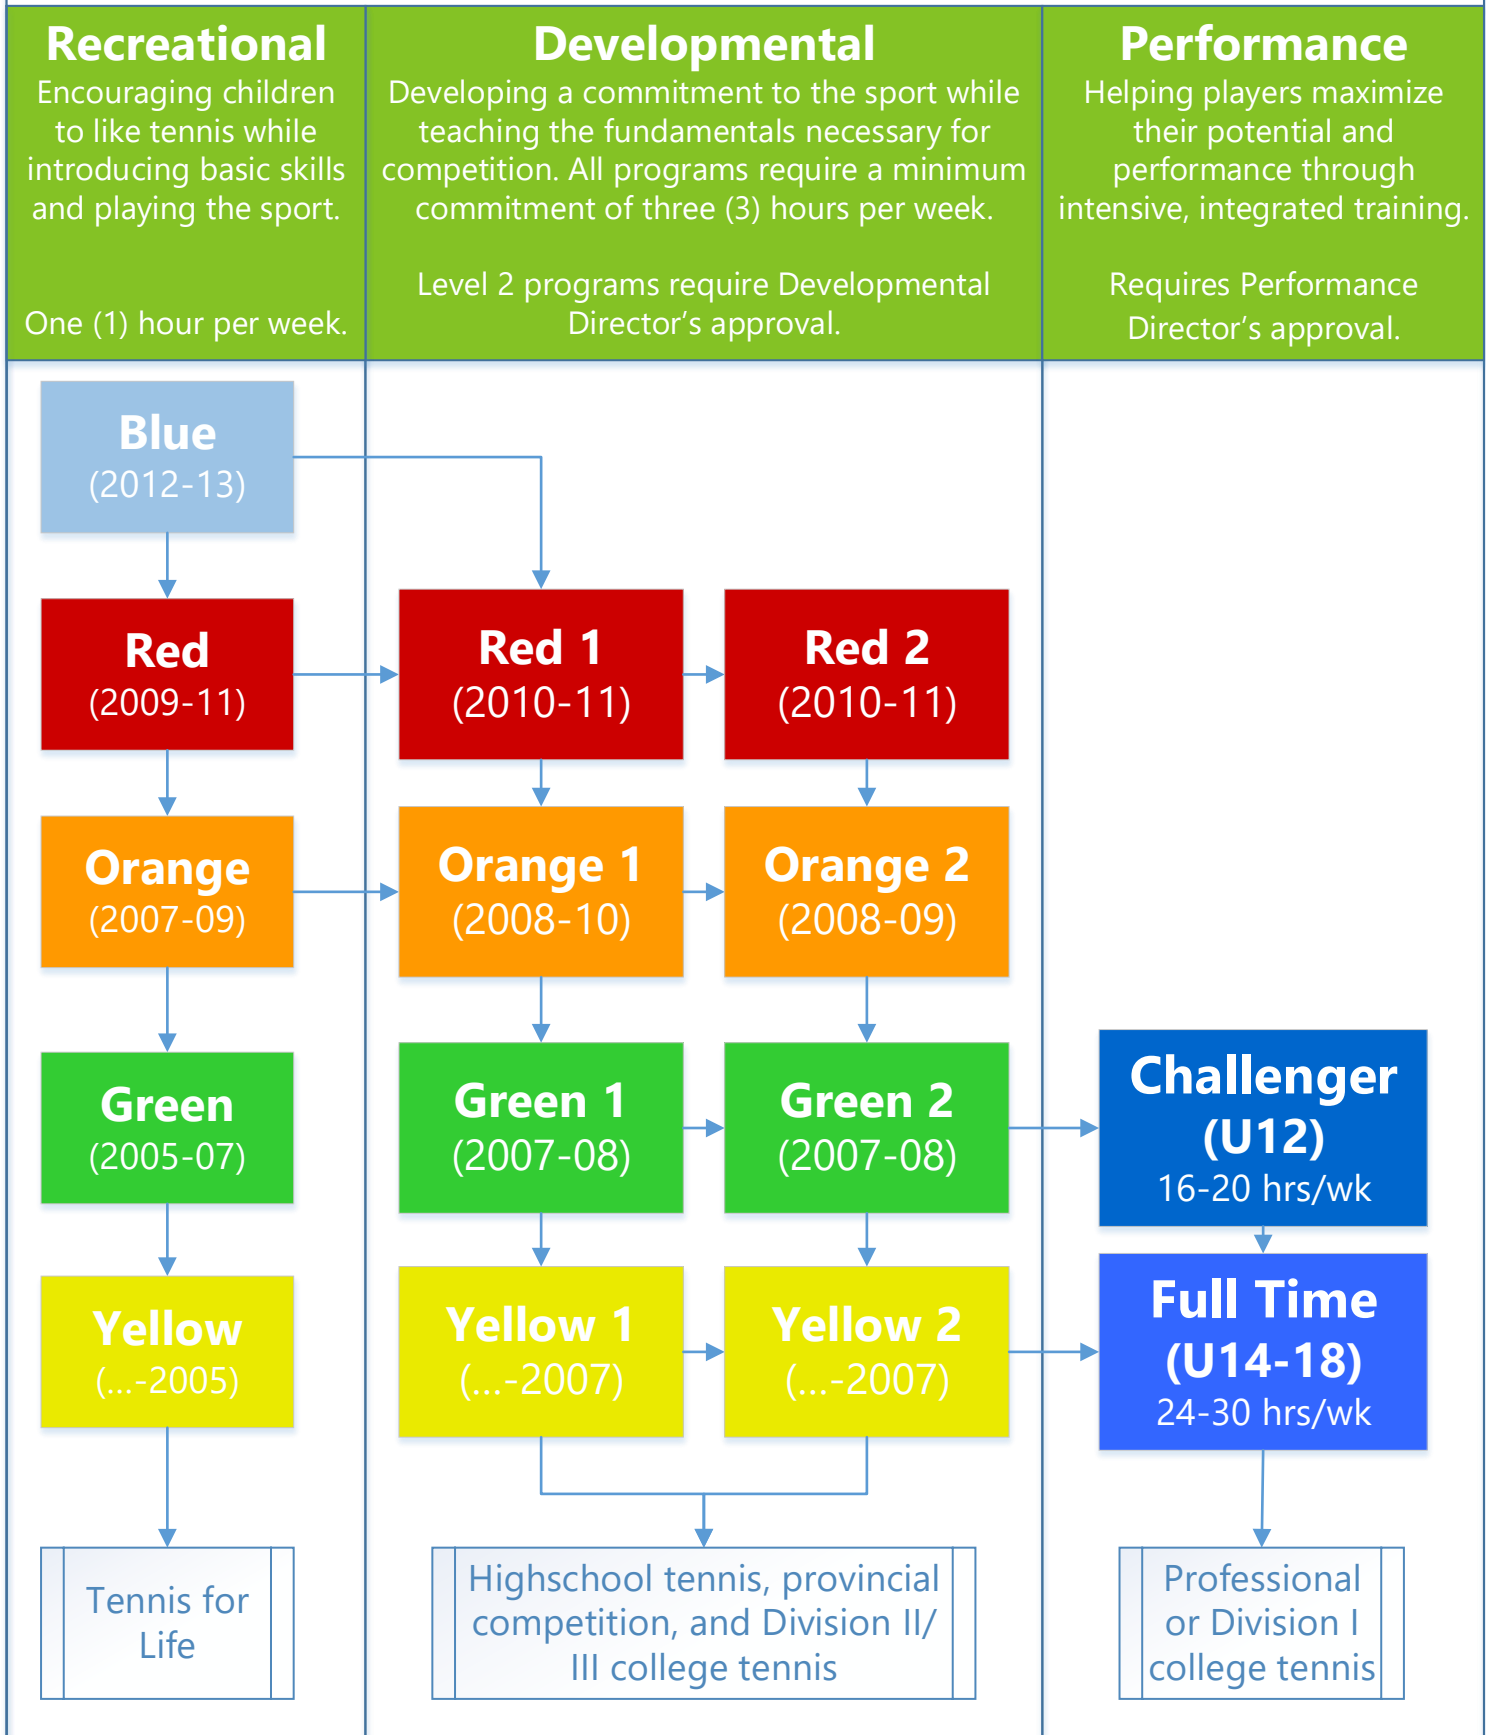 Recreational
Encouraging children
to like tennis while
introducing basic skills
and playing the sport.
One (1) hour per week.
Developmental
Developing a commitment to the sport while
teaching the fundamentals necessary for
competition. All programs require a minimum
commitment of three (3) hours per week.
Level 2 programs require Developmental
Director’s approval.
Performance
Helping players maximize
their potential and
performance through
intensive, integrated training.
Requires Performance
Director’s approval.
Blue
(2012-13)
Red
(2009-11)
Red 1
(2010-11)
Red 2
(2010-11)
Orange
(2007-09)
Orange 1
(2008-10)
Orange 2
(2008-09)
Green
(2005-07)
Green 1
(2007-08)
Green 2
(2007-08)
Challenger
(U12)
16-20 hrs/wk
Yellow
(...-2005)
Yellow 1
(...-2007)
Yellow 2
(...-2007)
Full Time
(U14-18)
24-30 hrs/wk
Tennis for
Life
Highschool tennis, provincial
competition, and Division II/
III college tennis
Professional
or Division I
college tennis